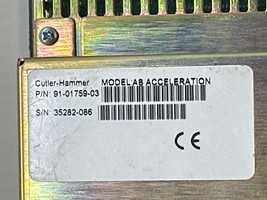 Cutler-Hammer MODEL:AB ACCELERATION
P/N: 91-01759-03
S/N: 35282-086
CE